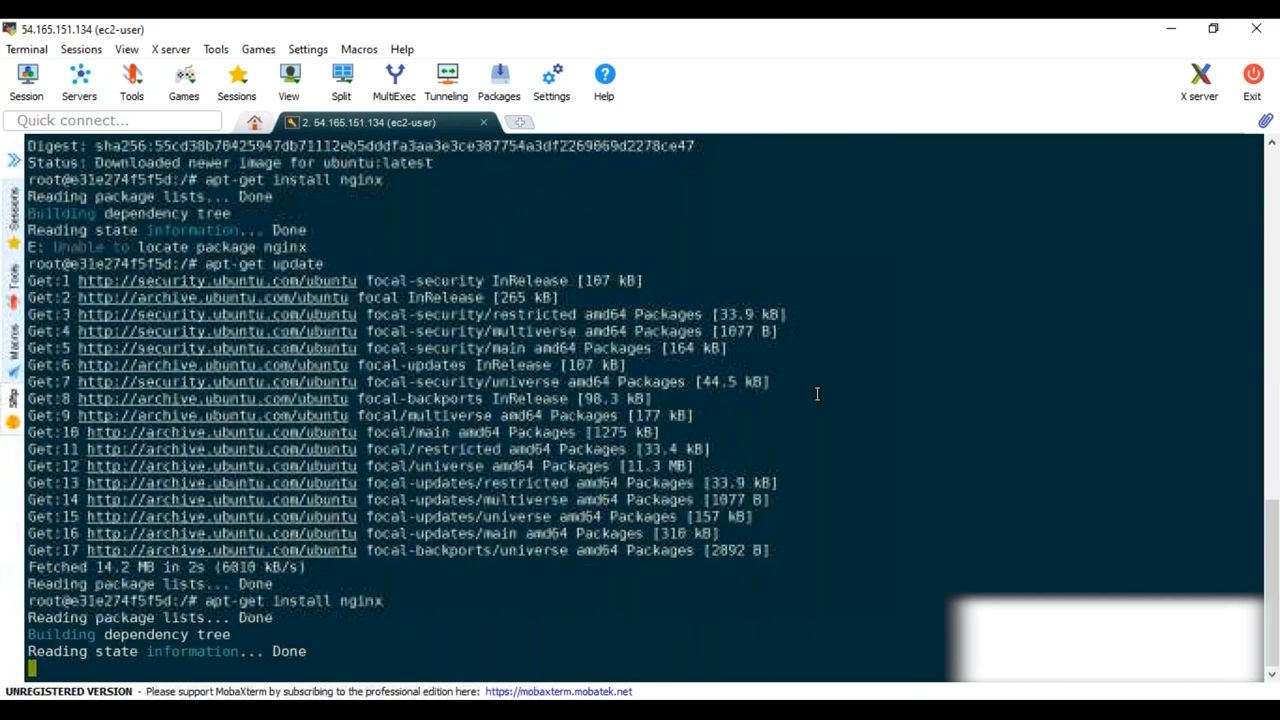 54.165.151.134 (ec2-user)
Terminal Sessions View X server Tools Games Settings Macros Help
Session Servers Tools Games Sessions View Split MultiExec Tunneling Packages Settings Help X server Exit
Quick connect... 2. 54.165.151.134 (ec2-user)
Sessions
Tools
Macros
Sftp
Status: Downloaded newer image for ubuntu:latest
root@e31e274f5f5d:/# apt-get install nginx
Reading package lists... Done
Building dependency tree
Reading state information... Done
E: Unable to locate package nginx
root@e31e274f5f5d:/# apt-get update
Get:1 http://security.ubuntu.com/ubuntu focal-security InRelease [107 kB]
Get:2 http://archive.ubuntu.com/ubuntu focal InRelease [265 kB]
Get:3 http://security.ubuntu.com/ubuntu focal-security/restricted amd64 Packages [33.9 kB]
Get:4 http://security.ubuntu.com/ubuntu focal-security/multiverse amd64 Packages [1077 B]
Get:5 http://security.ubuntu.com/ubuntu focal-security/main amd64 Packages [164 kB]
Get:6 http://archive.ubuntu.com/ubuntu focal-updates InRelease [107 kB]
Get:7 http://security.ubuntu.com/ubuntu focal-security/universe amd64 Packages [44.5 kB]
Get:8 http://archive.ubuntu.com/ubuntu focal-backports InRelease [98.3 kB]
Get:9 http://archive.ubuntu.com/ubuntu focal/multiverse amd64 Packages [177 kB]
Get:10 http://archive.ubuntu.com/ubuntu focal/main amd64 Packages [1275 kB]
Get:11 http://archive.ubuntu.com/ubuntu focal/restricted amd64 Packages [33.4 kB]
Get:12 http://archive.ubuntu.com/ubuntu focal/universe amd64 Packages [11.3 MB]
Get:13 http://archive.ubuntu.com/ubuntu focal-updates/restricted amd64 Packages [33.9 kB]
Get:14 http://archive.ubuntu.com/ubuntu focal-updates/multiverse amd64 Packages [1077 B]
Get:15 http://archive.ubuntu.com/ubuntu focal-updates/universe amd64 Packages [157 kB]
Get:16 http://archive.ubuntu.com/ubuntu focal-updates/main amd64 Packages [310 kB]
Get:17 http://archive.ubuntu.com/ubuntu focal-backports/universe amd64 Packages [2892 B]
Fetched 14.2 MB in 2s (6010 kB/s)
Reading package lists... Done
root@e31e274f5f5d:/# apt-get install nginx
Reading package lists... Done
Building dependency tree
Reading state information... Done
UNREGISTERED VERSION - Please support MobaXterm by subscribing to the professional edition here: https://mobaxterm.mobatek.net